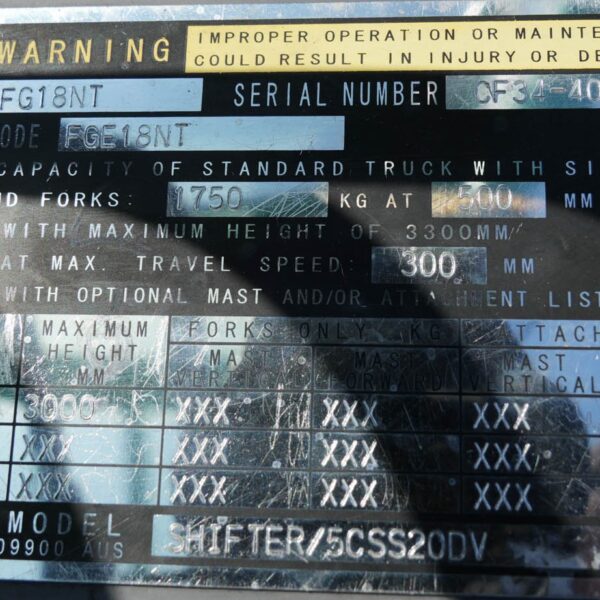 WARNING IMPROPER OPERATION OR MAINTE
COULD RESULT IN INJURY OR DE
FG18NT SERIAL NUMBER CF34-40
ODE FGE18NT
CAPACITY OF STANDARD TRUCK WITH SI
ND FORKS: 1750 KG AT 500 MM
WITH MAXIMUM HEIGHT OF 3300MM/
AT MAX. TRAVEL SPEED: 300 MM
WITH OPTIONAL MAST AND/OR ATTACHMENT LIST
MAXIMUM HEIGHT MM FORKS ONLY KG ATTACH
MAST VERTICAL MAST FORWARD MAST VERTICAL
3000 XXX XXX XXX
XXX XXX XXX XXX
XXX XXX XXX XXX
MODEL SHIFTER/5CSS20DV
09900 AUS